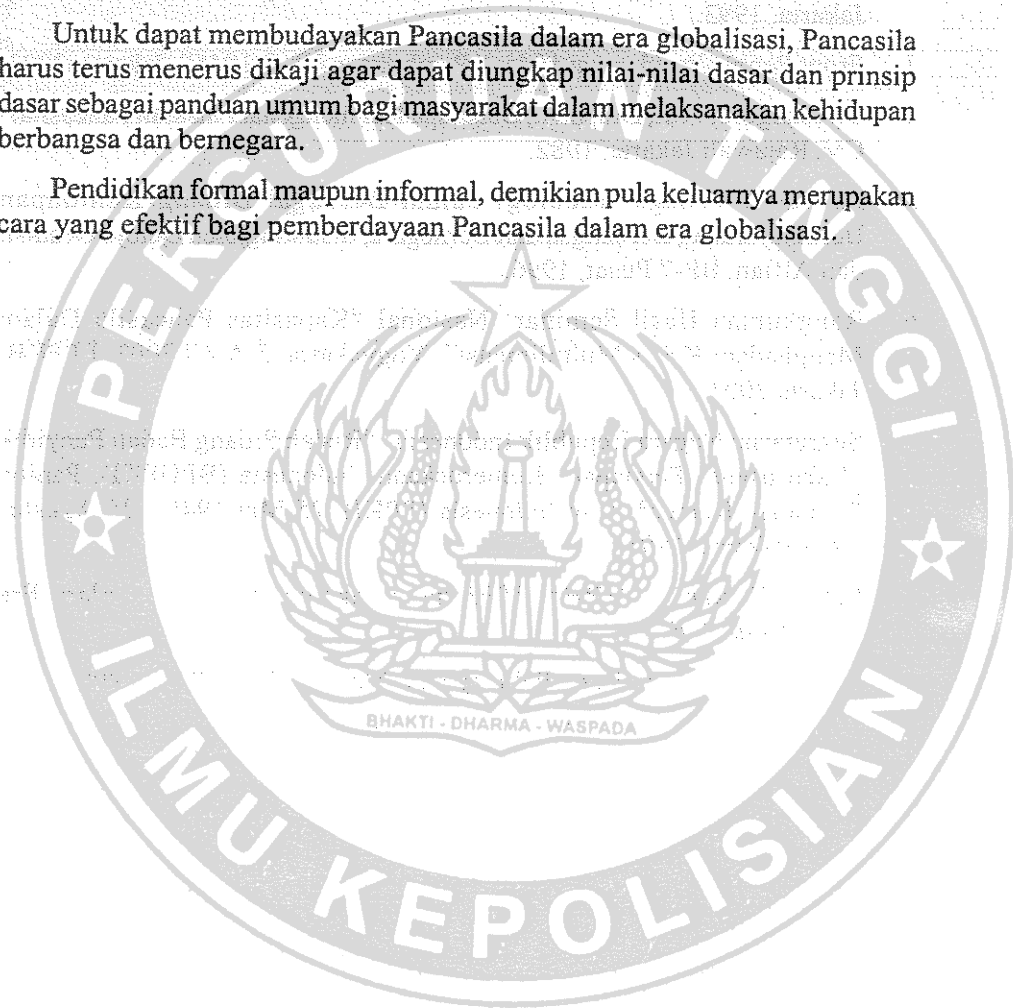 Untuk dapat membudayakan Pancasila dalam era globalisasi, Pancasila
harus terus menerus dikaji agar dapat diungkap nilai-nilai dasar dan prinsip
dasar sebagai panduan umum bagi masyarakat dalam melaksanakan kehidupan
berbangsa dan bernegara.
Pendidikan formal maupun informal, demikian pula keluarnya merupakan
cara yang efektif bagi pemberdayaan Pancasila dalam era globalisasi.
PERGURUAN TINGGI
BHAKTI - DHARMA - WASPADA
ILMU KEPOLISIAN